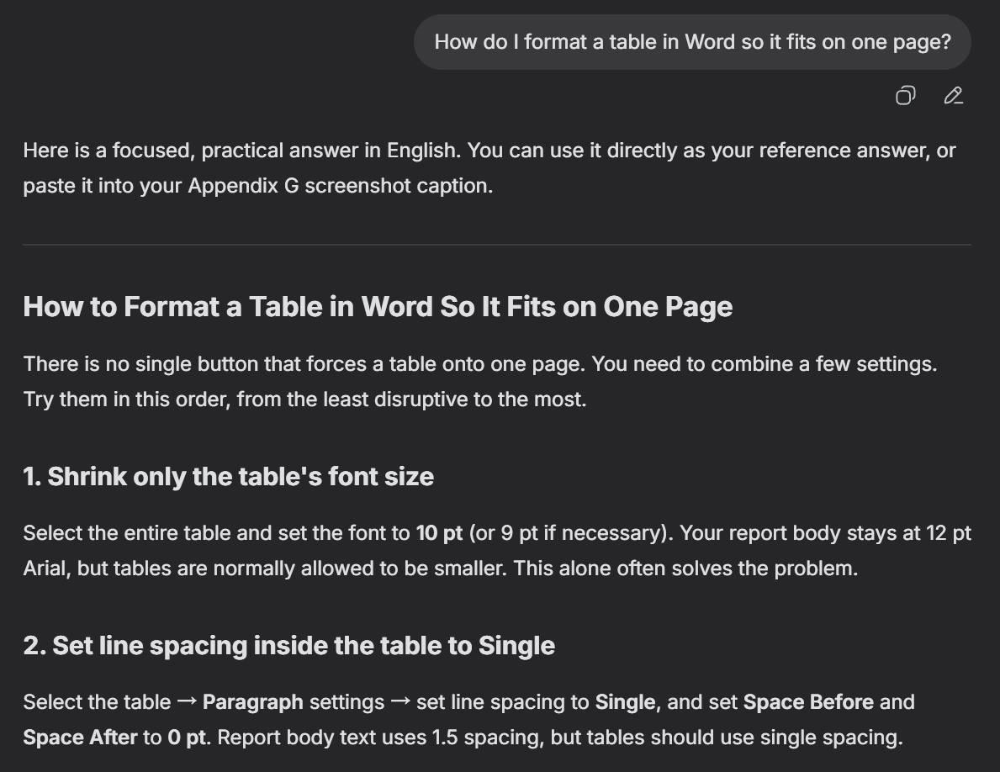 How do I format a table in Word so it fits on one page?
Here is a focused, practical answer in English. You can use it directly as your reference answer, or
paste it into your Appendix G screenshot caption.
How to Format a Table in Word So It Fits on One Page
There is no single button that forces a table onto one page. You need to combine a few settings.
Try them in this order, from the least disruptive to the most.
1. Shrink only the table's font size
Select the entire table and set the font to 10 pt (or 9 pt if necessary). Your report body stays at 12 pt
Arial, but tables are normally allowed to be smaller. This alone often solves the problem.
2. Set line spacing inside the table to Single
Select the table → Paragraph settings → set line spacing to Single, and set Space Before and
Space After to 0 pt. Report body text uses 1.5 spacing, but tables should use single spacing.